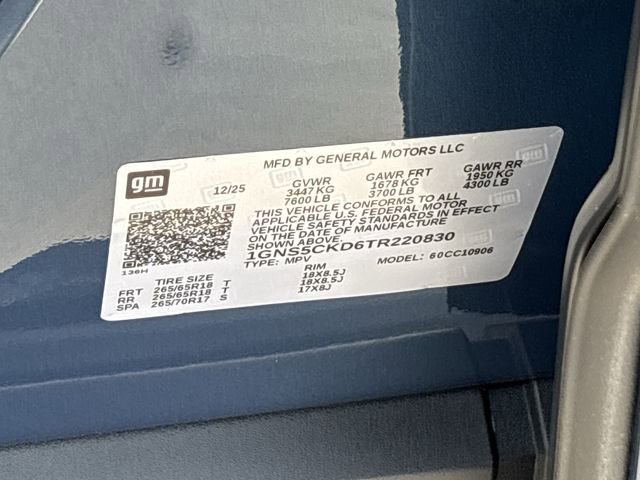 MFD BY GENERAL MOTORS LLC
gm
12/25
GVWR GAWR FRT GAWR RR
3447 KG 1678 KG 1950 KG
7600 LB 3700 LB 4300 LB
THIS VEHICLE CONFORMS TO ALL
APPLICABLE U.S. FEDERAL MOTOR
VEHICLE SAFETY STANDARDS IN EFFECT
ON THE DATE OF MANUFACTURE
SHOWN ABOVE
1GNS5CKD6TR220830
TYPE: MPV MODEL: 60CC10906
136H
TIRE SIZE RIM
FRT 265/65R18 T 18X8.5J
RR 265/65R18 T 18X8.5J
SPA 265/70R17 S 17X8J